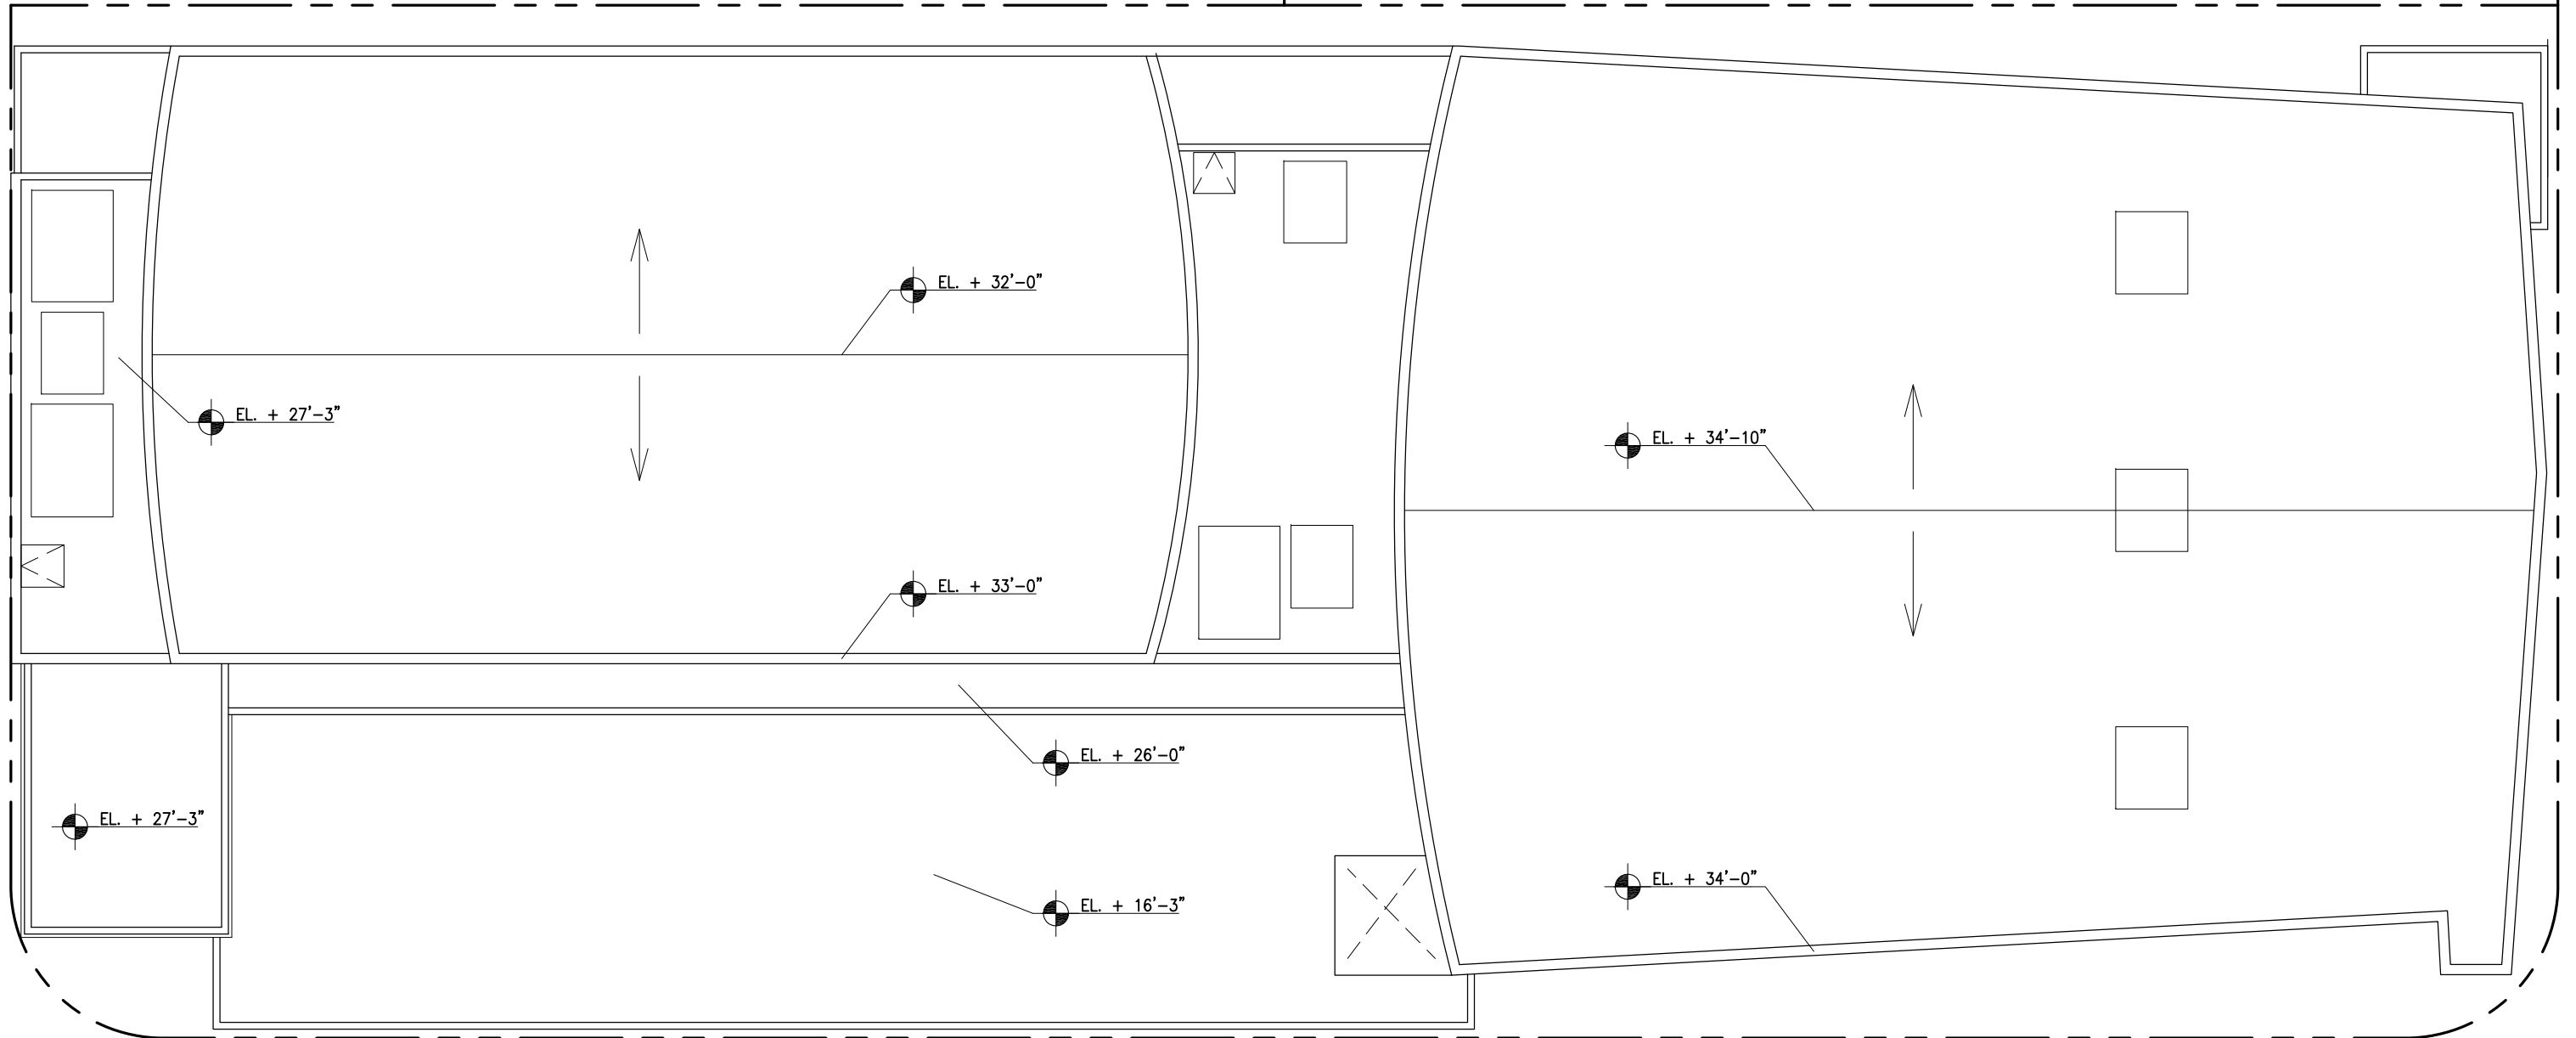 EL. + 32'-0"
EL. + 27'-3"
EL. + 34'-10"
EL. + 33'-0"
EL. + 26'-0"
EL. + 27'-3"
EL. + 34'-0"
EL. + 16'-3"